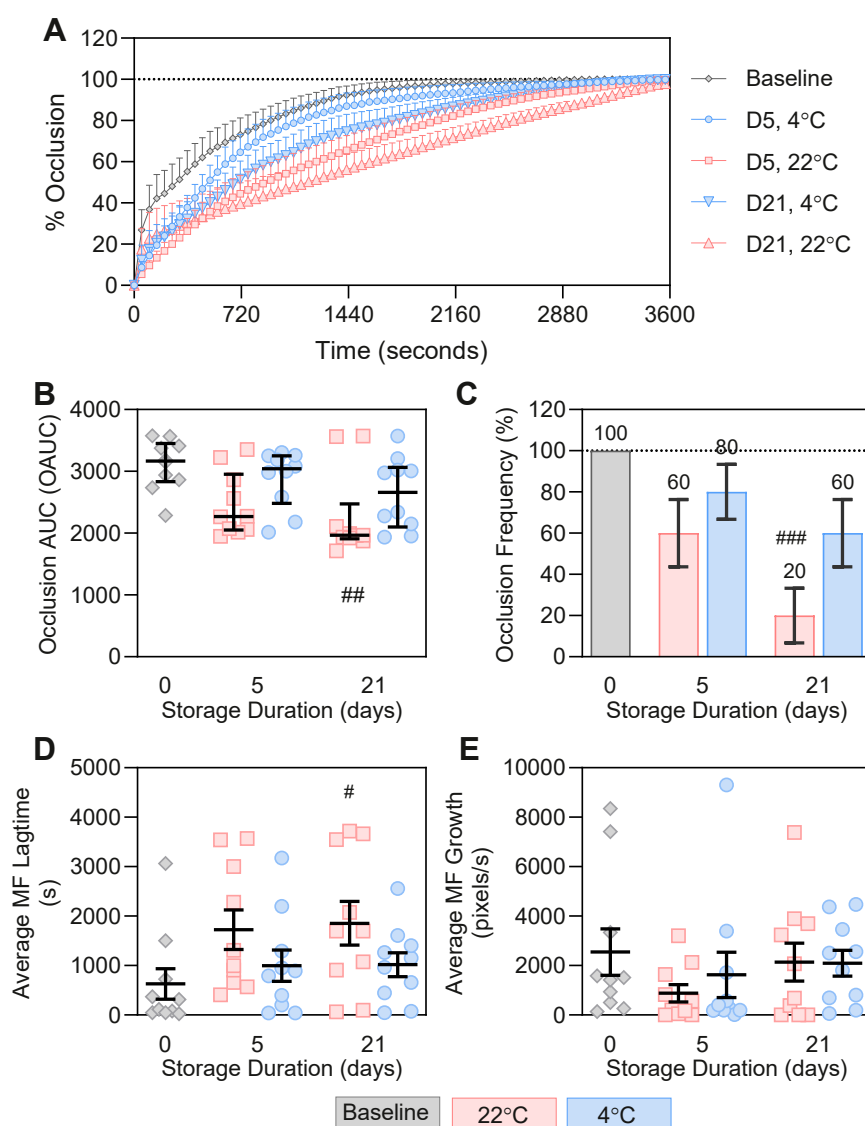 A
120
100
80
60
40
20
0
% Occlusion
0 720 1440 2160 2880 3600
Time (seconds)
Baseline
D5, 4°C
D5, 22°C
D21, 4°C
D21, 22°C
B
4000
3000
2000
1000
0
Occlusion AUC (OAUC)
##
0 5 21
Storage Duration (days)
C
120
100
80
60
40
20
0
Occlusion Frequency (%)
100
60
80
###
20
60
0 5 21
Storage Duration (days)
D
5000
4000
3000
2000
1000
0
Average MF Lagtime
(s)
#
0 5 21
Storage Duration (days)
E
10000
8000
6000
4000
2000
0
Average MF Growth
(pixels/s)
0 5 21
Storage Duration (days)
Baseline 22°C 4°C